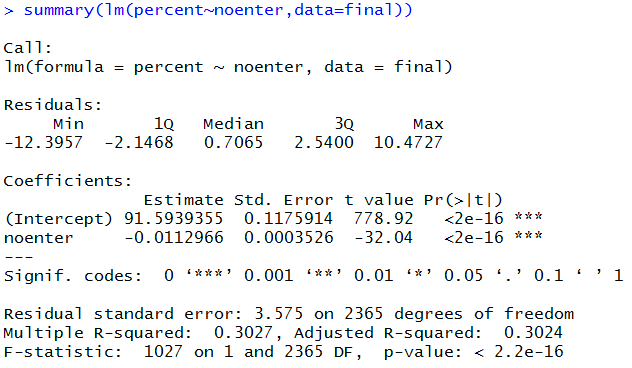 > summary(lm(percent~noenter,data=final))
Call:
lm(formula = percent ~ noenter, data = final)
Residuals:
     Min       1Q   Median       3Q      Max
-12.3957  -2.1468   0.7065   2.5400  10.4727
Coefficients:
              Estimate Std. Error t value Pr(>|t|)
(Intercept) 91.5939355  0.1175914  778.92   <2e-16 ***
noenter     -0.0112966  0.0003526  -32.04   <2e-16 ***
---
Signif. codes:  0 ‘***’ 0.001 ‘**’ 0.01 ‘*’ 0.05 ‘.’ 0.1 ‘ ’ 1
Residual standard error: 3.575 on 2365 degrees of freedom
Multiple R-squared:  0.3027, Adjusted R-squared:  0.3024
F-statistic:  1027 on 1 and 2365 DF,  p-value: < 2.2e-16